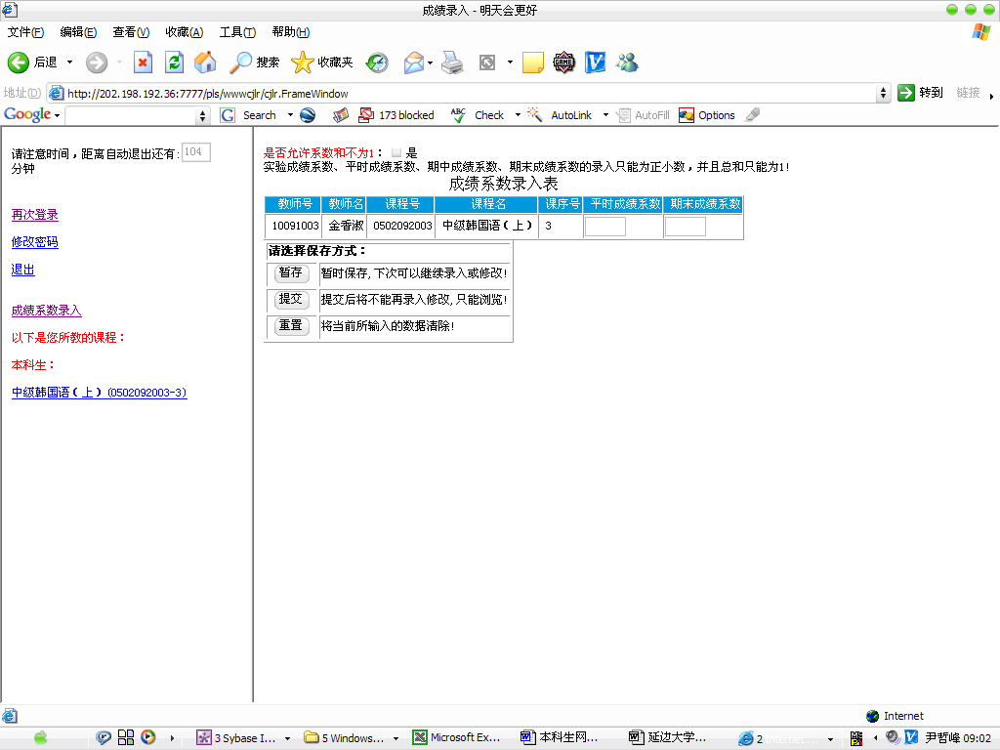 成绩录入 - 明天会更好
文件(F) 编辑(E) 查看(V) 收藏(A) 工具(T) 帮助(H)
后退 搜索 收藏夹
地址(D) http://202.198.192.36:7777/pls/wwwcjlr/cjlr.FrameWindow 转到 链接
Google Search 173 blocked ABC Check AutoLink AutoFill Options
请注意时间，距离自动退出还有: 104
分钟
再次登录
修改密码
退出
成绩系数录入
以下是您所教的课程：
本科生：
中级韩国语（上）(0502092003-3)
是否允许系数和不为1： 是
实验成绩系数、平时成绩系数、期中成绩系数、期末成绩系数的录入只能为正小数，并且总和只能为1!
成绩系数录入表
教师号 教师名 课程号 课程名 课序号 平时成绩系数 期末成绩系数
10091003 金香淑 0502092003 中级韩国语（上） 3
请选择保存方式：
暂存 暂时保存,下次可以继续录入或修改!
提交 提交后将不能再录入修改,只能浏览!
重置 将当前所输入的数据清除!
Internet
3 Sybase I... 5 Windows... Microsoft Ex... 本科生网... 延边大学... 2 Internet ... 尹哲峰 09:02